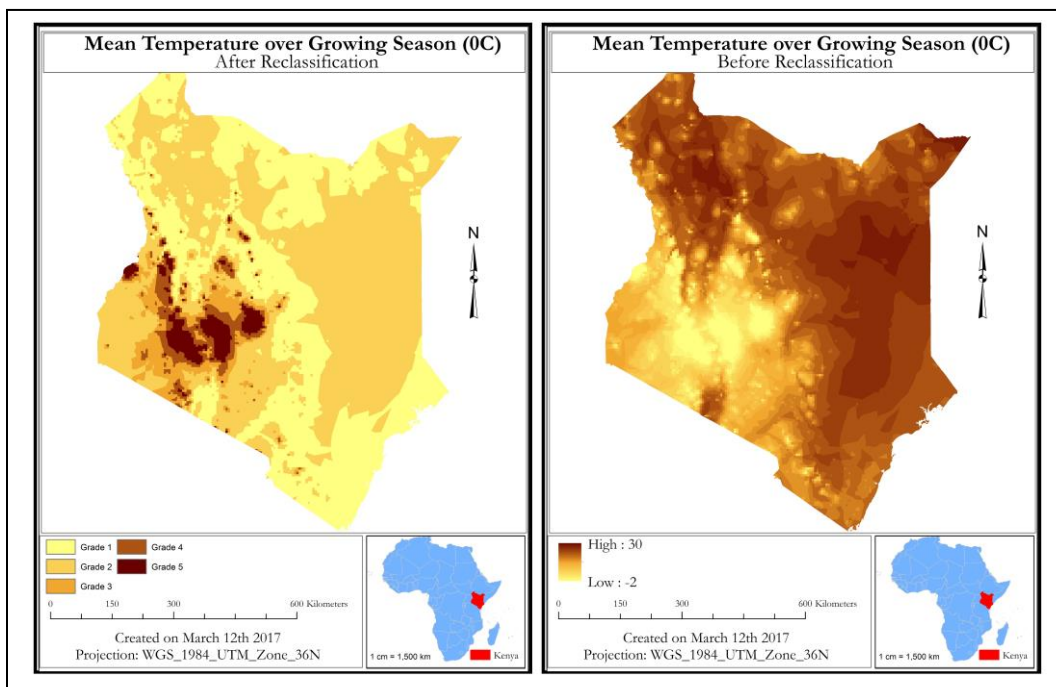 Mean Temperature over Growing Season (0C)
After Reclassification
N
Grade 1
Grade 4
Grade 2
Grade 5
Grade 3
0
150
300
600 Kilometers
Created on March 12th 2017
Projection: WGS_1984_UTM_Zone_36N
1 cm = 1,500 km
Kenya
Mean Temperature over Growing Season (0C)
Before Reclassification
N
High : 30
Low : -2
0
150
300
600 Kilometers
Created on March 12th 2017
Projection: WGS_1984_UTM_Zone_36N
1 cm = 1,500 km
Kenya